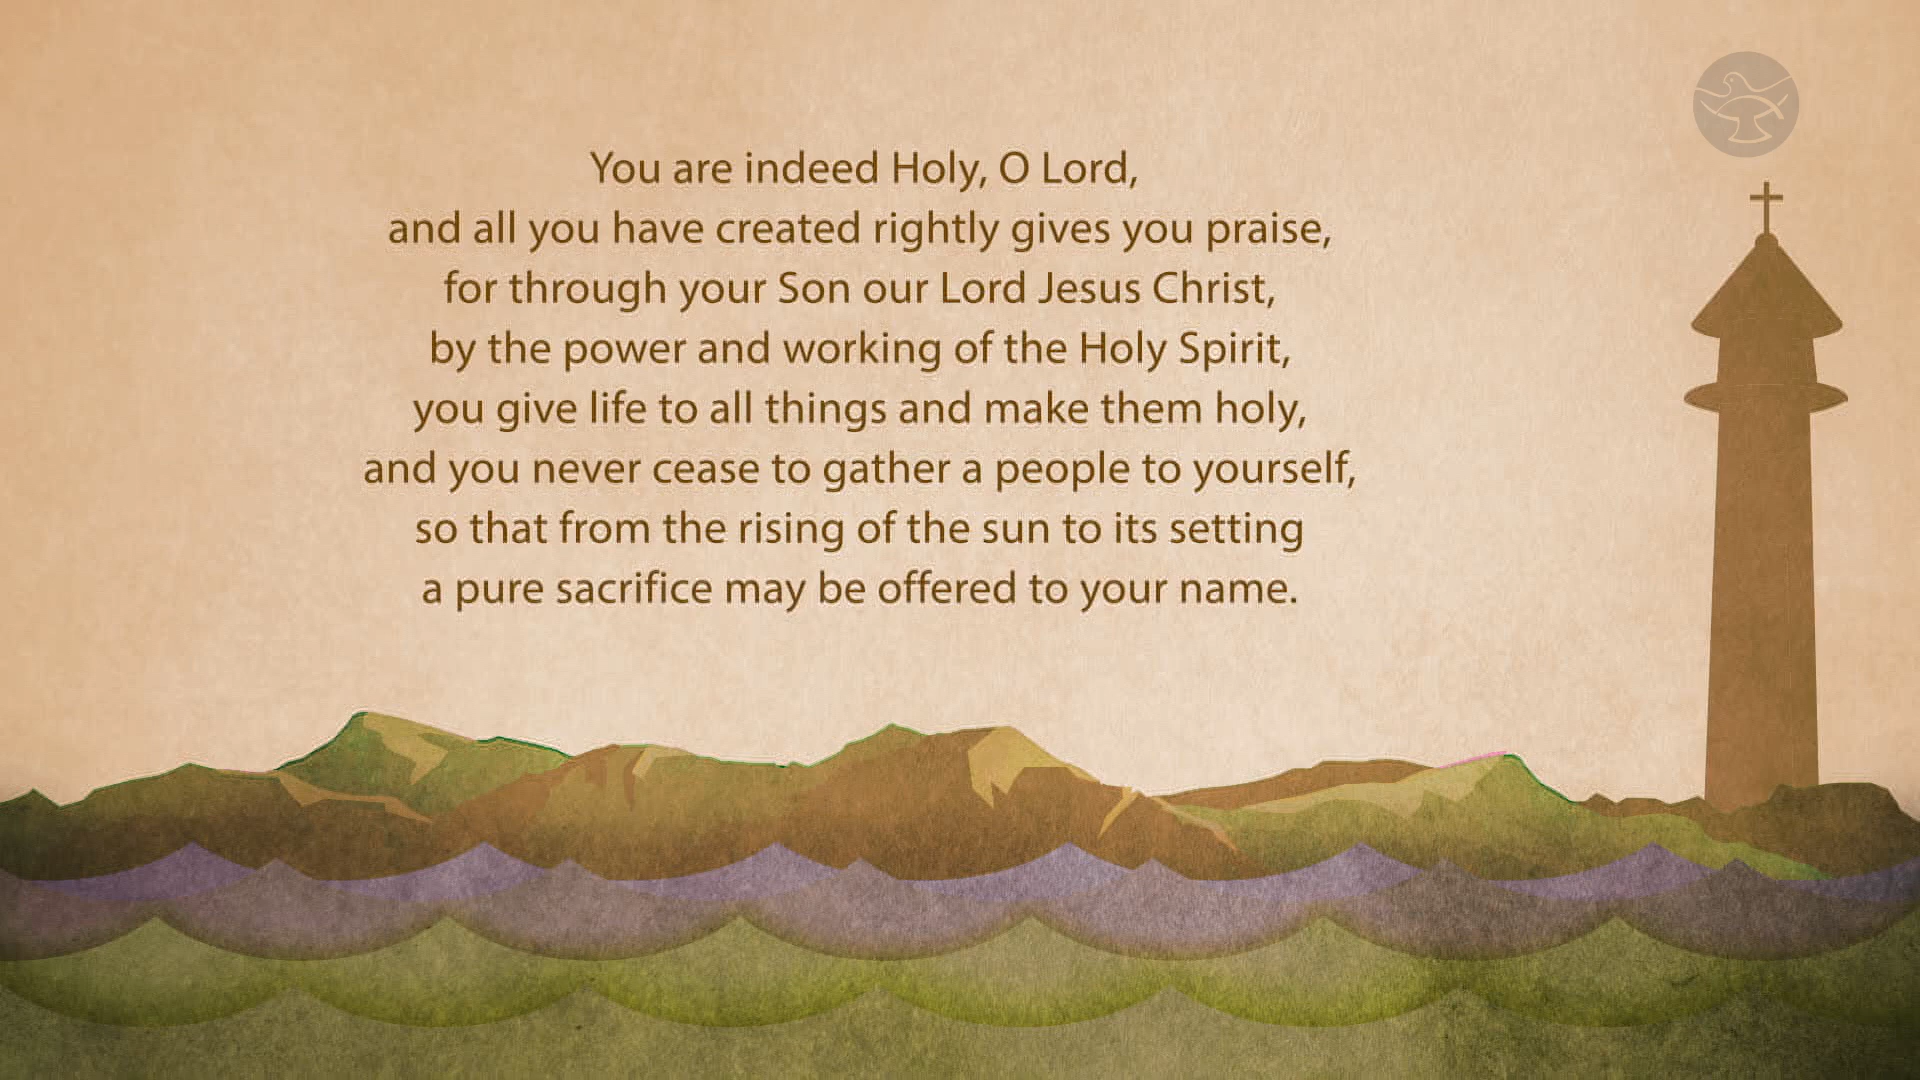 You are indeed Holy, O Lord,
and all you have created rightly gives you praise,
for through your Son our Lord Jesus Christ,
by the power and working of the Holy Spirit,
you give life to all things and make them holy,
and you never cease to gather a people to yourself,
so that from the rising of the sun to its setting
a pure sacrifice may be offered to your name.